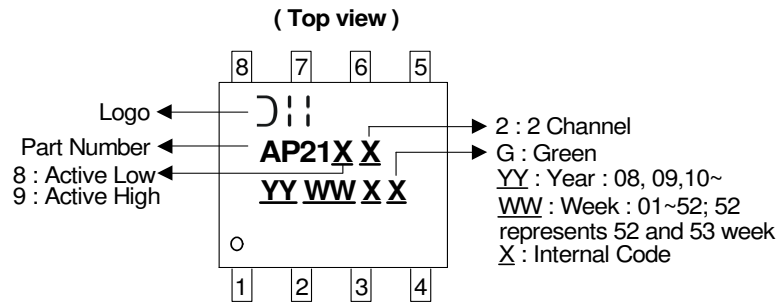 ( Top view )
8 7 6 5
Logo
Part Number
8 : Active Low
9 : Active High
AP21X X
YY WW X X
2 : 2 Channel
G : Green
YY : Year : 08, 09,10~
WW : Week : 01~52; 52
represents 52 and 53 week
X : Internal Code
1 2 3 4